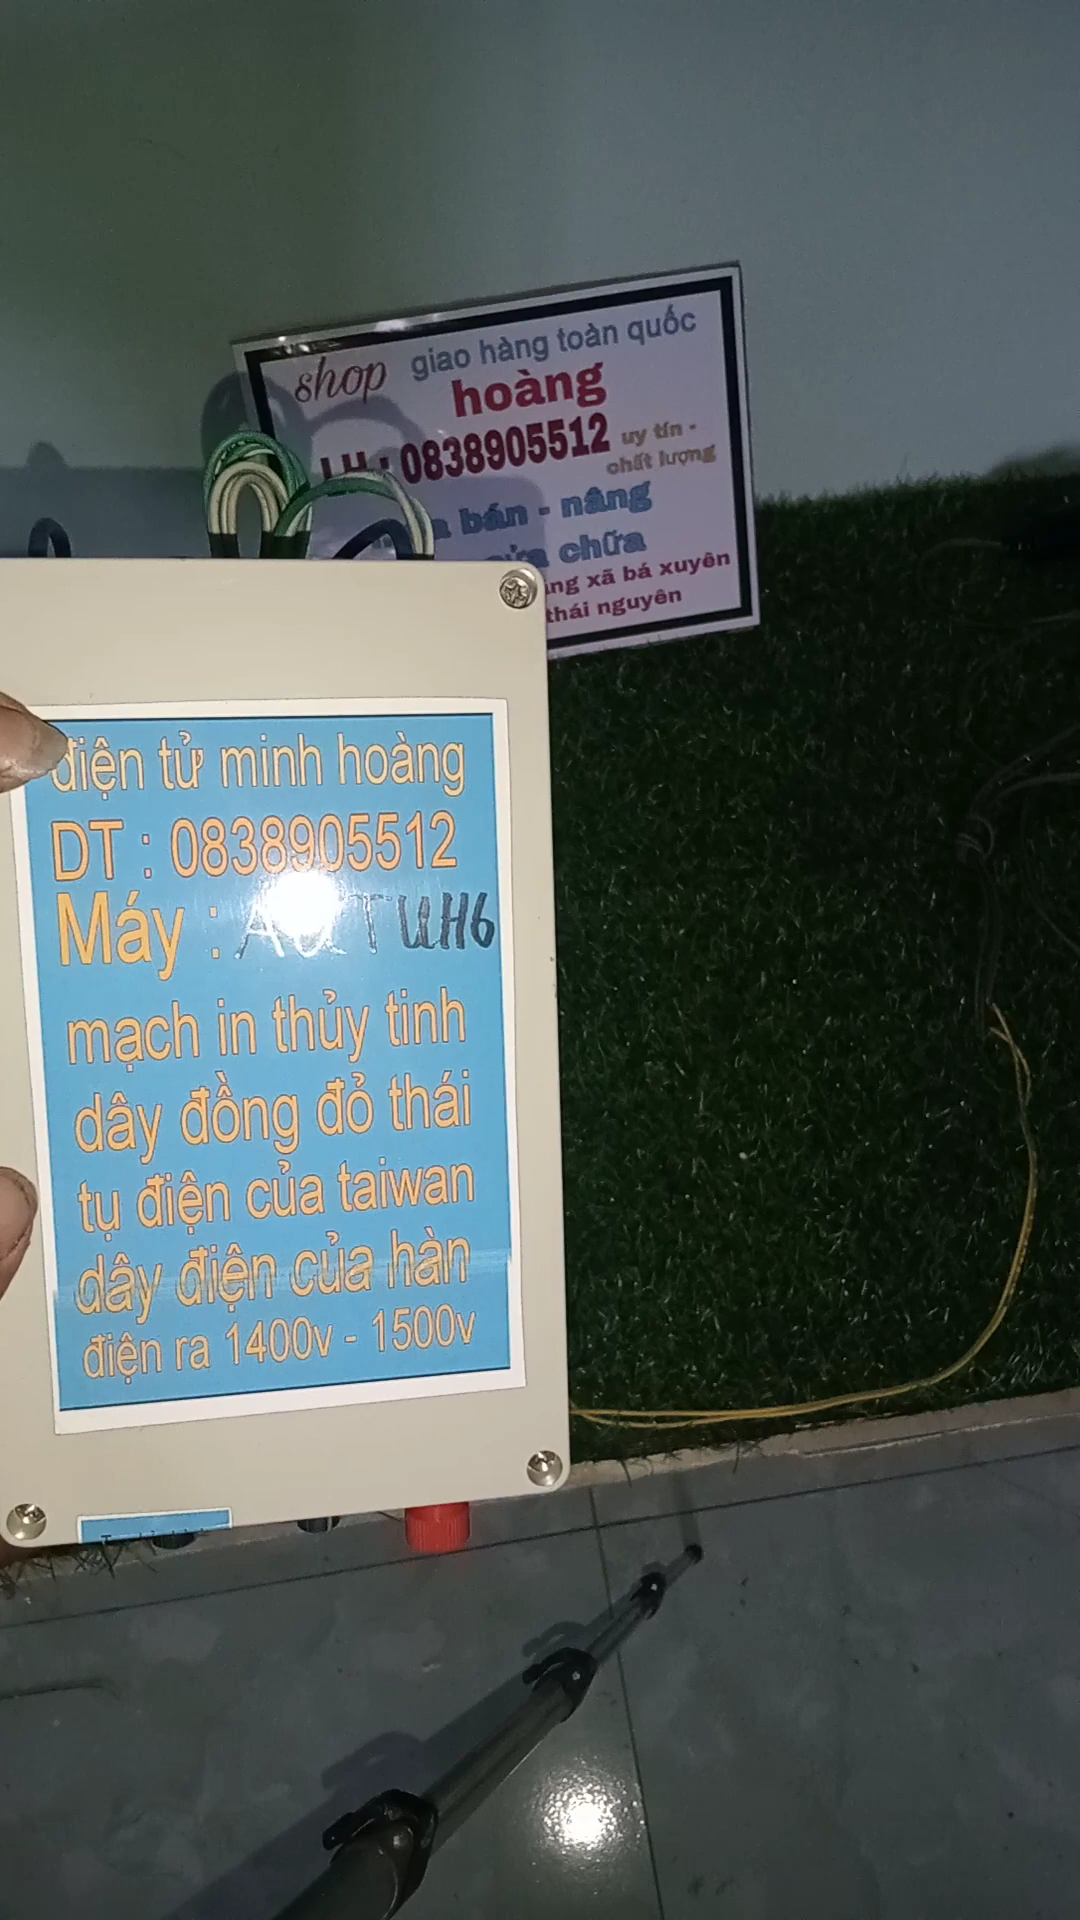 shop giao hàng toàn quốc
hoàng
LH : 0838905512 uy tín -
chất lượng
bán - nâng
chữa
xã bá xuyên
thái nguyên
điện tử minh hoàng
DT : 0838905512
Máy : UH6
mạch in thủy tinh
dây đồng đỏ thái
tụ điện của taiwan
dây điện của hàn
điện ra 1400v - 1500v